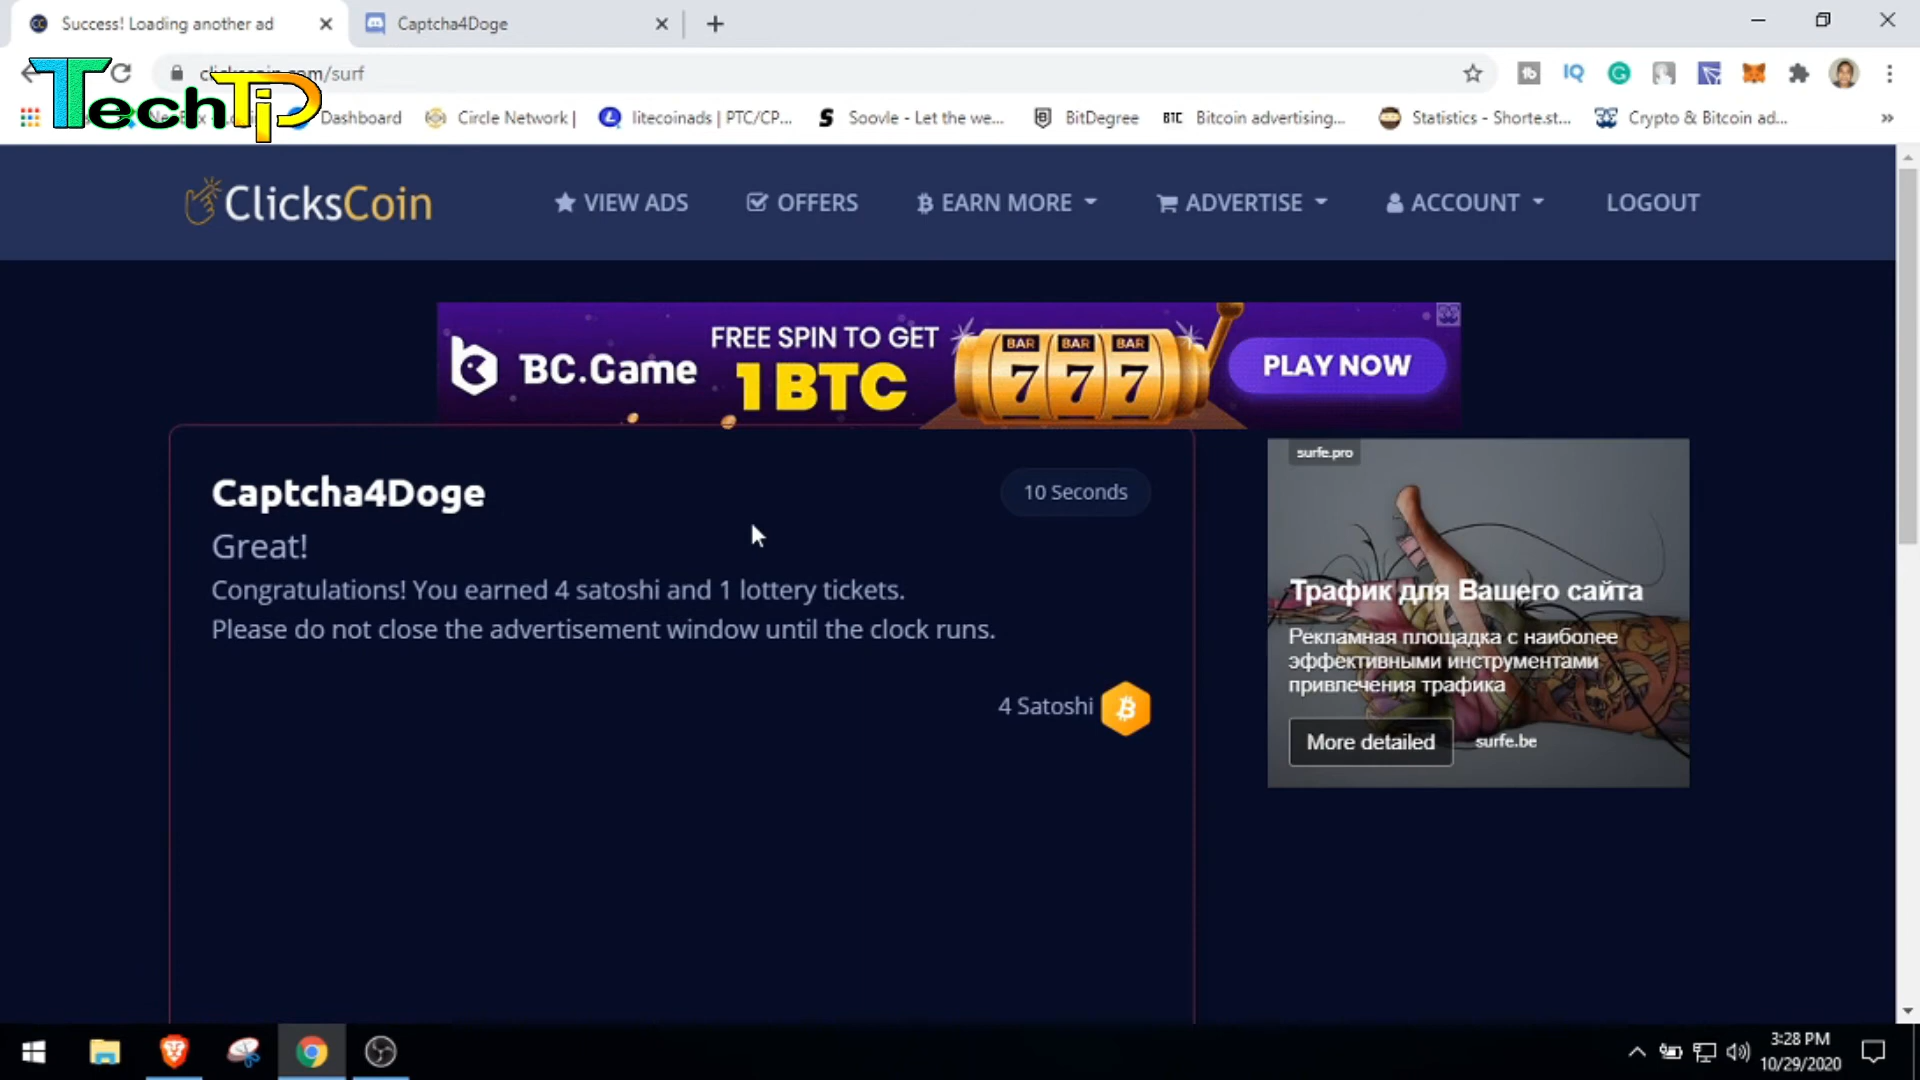 Success! Loading another ad
Captcha4Doge
/surf
TechTip
Dashboard
Circle Network |
litecoinads | PTC/CP...
Soovle - Let the we...
BitDegree
BTC Bitcoin advertising...
Statistics - Shorte.st...
Crypto & Bitcoin ad...
»
ClicksCoin
VIEW ADS
OFFERS
EARN MORE
ADVERTISE
ACCOUNT
LOGOUT
BC.Game
FREE SPIN TO GET
1 BTC
BAR BAR BAR
7 7 7
PLAY NOW
Captcha4Doge
10 Seconds
Great!
Congratulations! You earned 4 satoshi and 1 lottery tickets.
Please do not close the advertisement window until the clock runs.
4 Satoshi
surfe.pro
Трафик для Вашего сайта
Рекламная площадка с наиболее
эффективными инструментами
привлечения трафика
More detailed
surfe.be
3:28 PM
10/29/2020